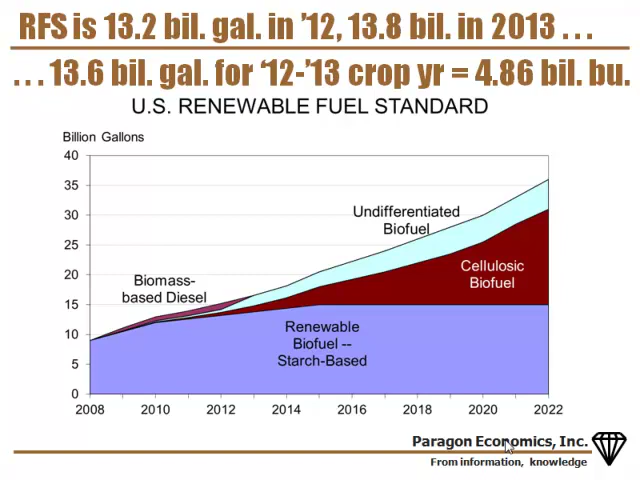 RFS is 13.2 bil. gal. in ’12, 13.8 bil. in 2013 . . .
. . . 13.6 bil. gal. for ‘12-’13 crop yr = 4.86 bil. bu.
U.S. RENEWABLE FUEL STANDARD
Billion Gallons
40
35
30
25
20
15
10
5
0
Undifferentiated
Biofuel
Cellulosic
Biofuel
Biomass-
based Diesel
Renewable
Biofuel --
Starch-Based
2008 2010 2012 2014 2016 2018 2020 2022
Paragon Economics, Inc.
From information, knowledge